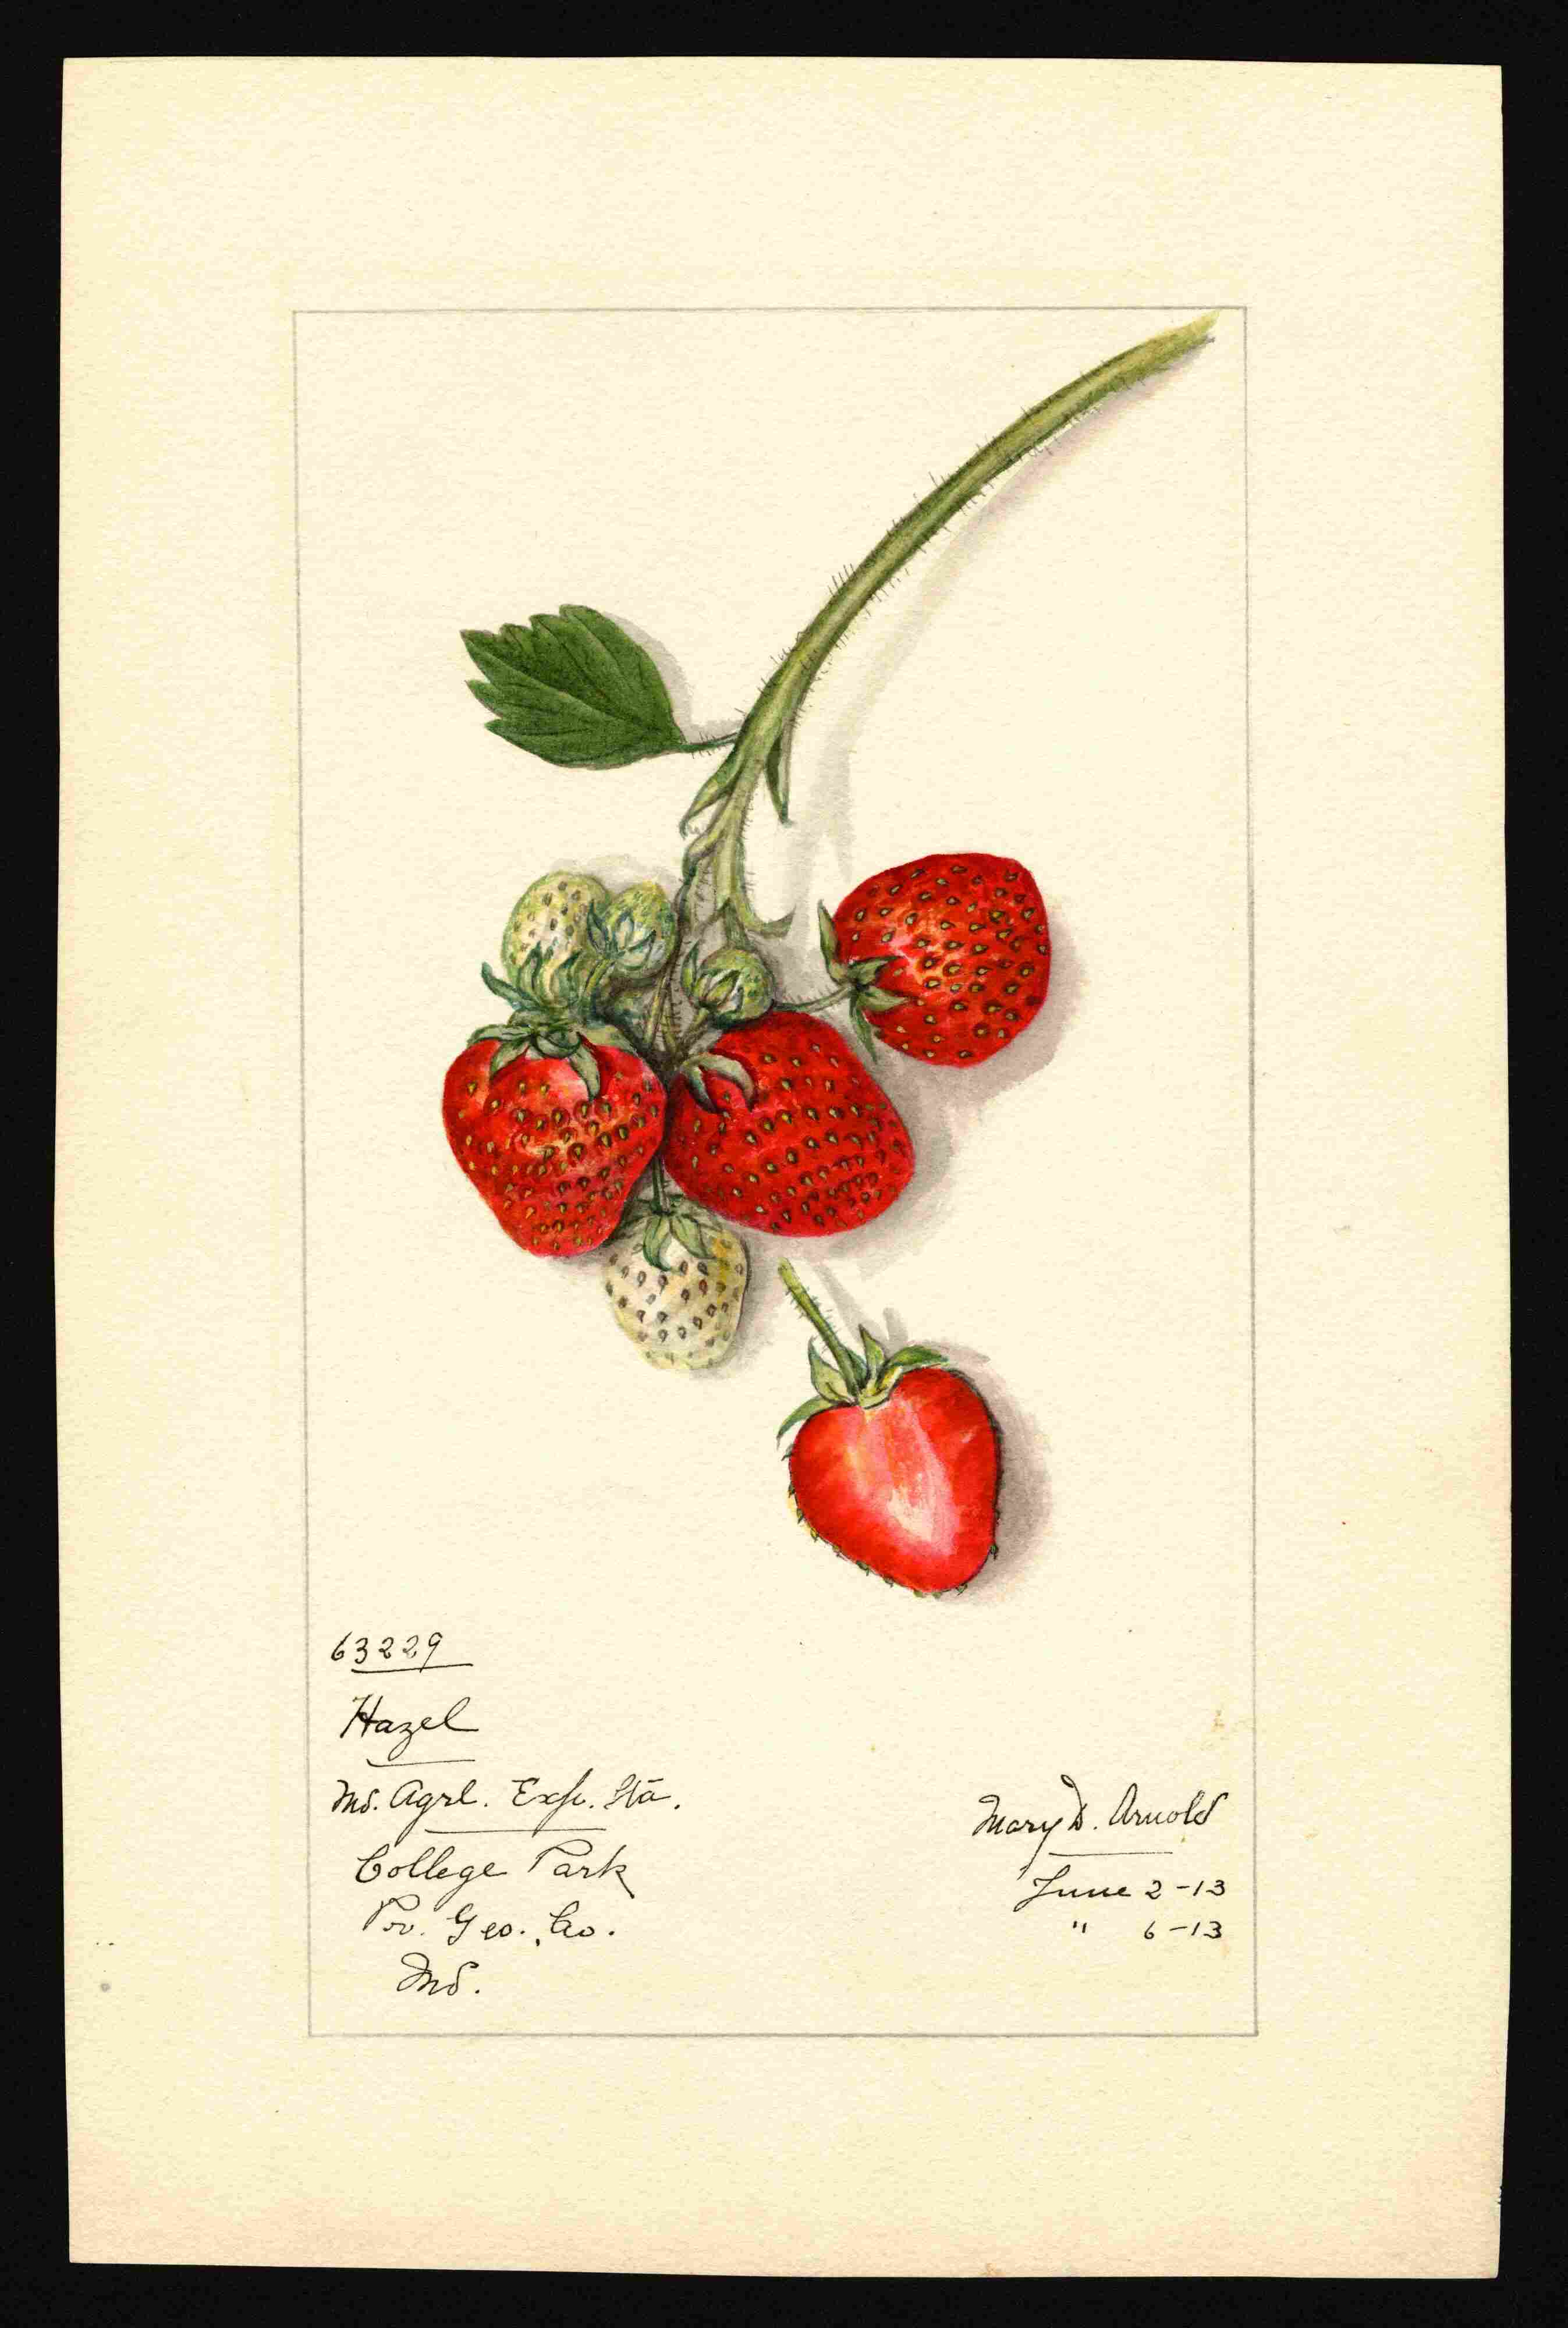 63229
Hazel
Md. Agrl. Exp. Sta.
College Park
Pr. Geo. Co.
Md.
Mary D. Arnold
June 2-13
" 6-13